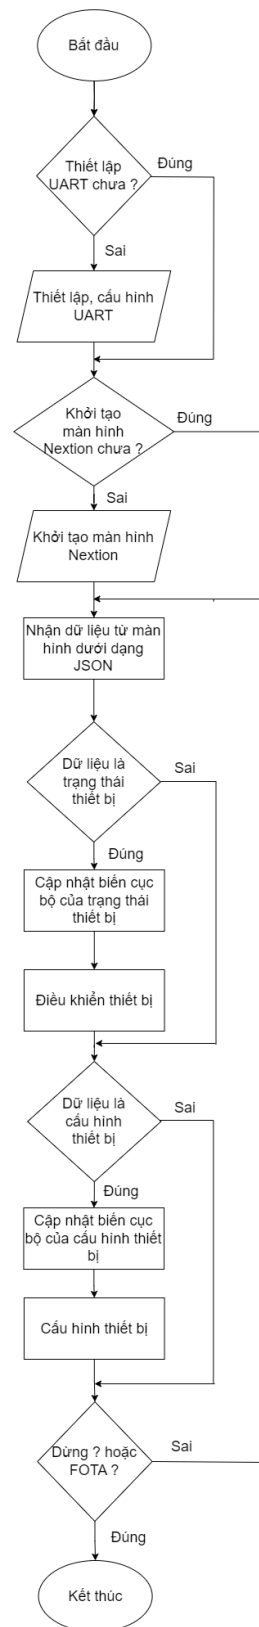 Bắt đầu
Thiết lập
UART chưa ?
Đúng
Sai
Thiết lập, cấu hình
UART
Khởi tạo
màn hình
Nextion chưa ?
Đúng
Sai
Khởi tạo màn hình
Nextion
Nhận dữ liệu từ màn
hình dưới dạng
JSON
Dữ liệu là
trạng thái
thiết bị
Sai
Đúng
Cập nhật biến cục
bộ của trạng thái
thiết bị
Điều khiển thiết bị
Dữ liệu là
cấu hình
thiết bị
Sai
Đúng
Cập nhật biến cục
bộ của cấu hình thiết
bị
Cấu hình thiết bị
Dừng ? hoặc
FOTA ?
Sai
Đúng
Kết thúc